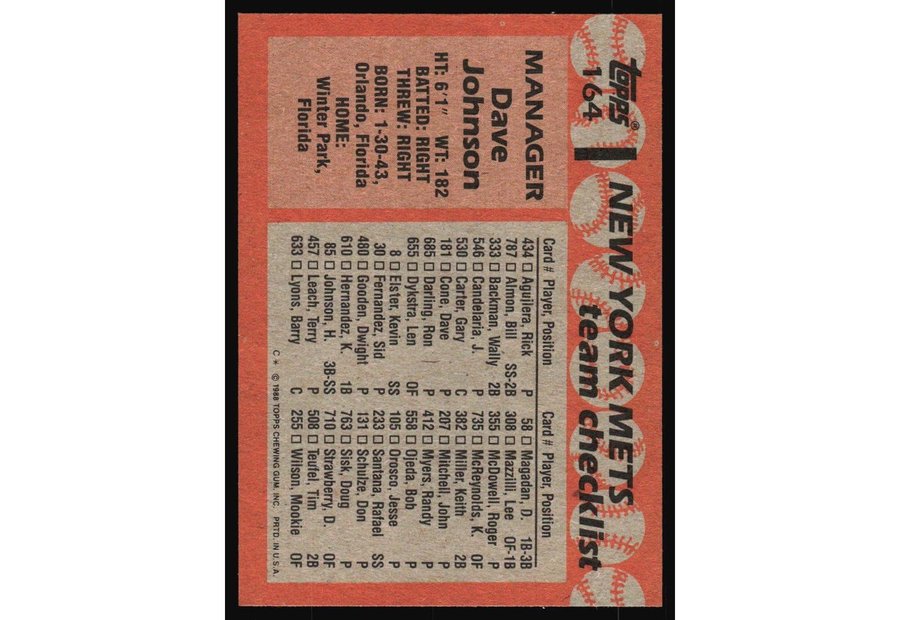 topps®
164
NEW YORK METS
team checklist
MANAGER
Dave
Johnson
HT: 6'1" WT: 182
BATTED: RIGHT
THREW: RIGHT
BORN: 1-30-43,
Orlando, Florida
HOME:
Winter Park,
Florida
Card # Player, Position
434 □ Aguilera, Rick P
787 □ Almon, Bill SS-2B
333 □ Backman, Wally 2B
546 □ Candelaria, J. P
530 □ Carter, Gary C
181 □ Cone, Dave P
685 □ Darling, Ron P
655 □ Dykstra, Len OF
8 □ Elster, Kevin SS
30 □ Fernandez, Sid P
480 □ Gooden, Dwight P
610 □ Hernandez, K. 1B
85 □ Johnson, H. 3B-SS
457 □ Leach, Terry P
633 □ Lyons, Barry C
Card # Player, Position
58 □ Magadan, D. 1B-3B
308 □ Mazzilli, Lee OF-1B
355 □ McDowell, Roger P
735 □ McReynolds, K. OF
382 □ Miller, Keith 2B
207 □ Mitchell, John P
412 □ Myers, Randy P
558 □ Ojeda, Bob P
105 □ Orosco, Jesse P
233 □ Santana, Rafael SS
131 □ Schulze, Don P
763 □ Sisk, Doug P
710 □ Strawberry, D. OF
508 □ Teufel, Tim 2B
255 □ Wilson, Mookie OF
C* © 1988 TOPPS CHEWING GUM, INC. PRTD. IN U.S.A.